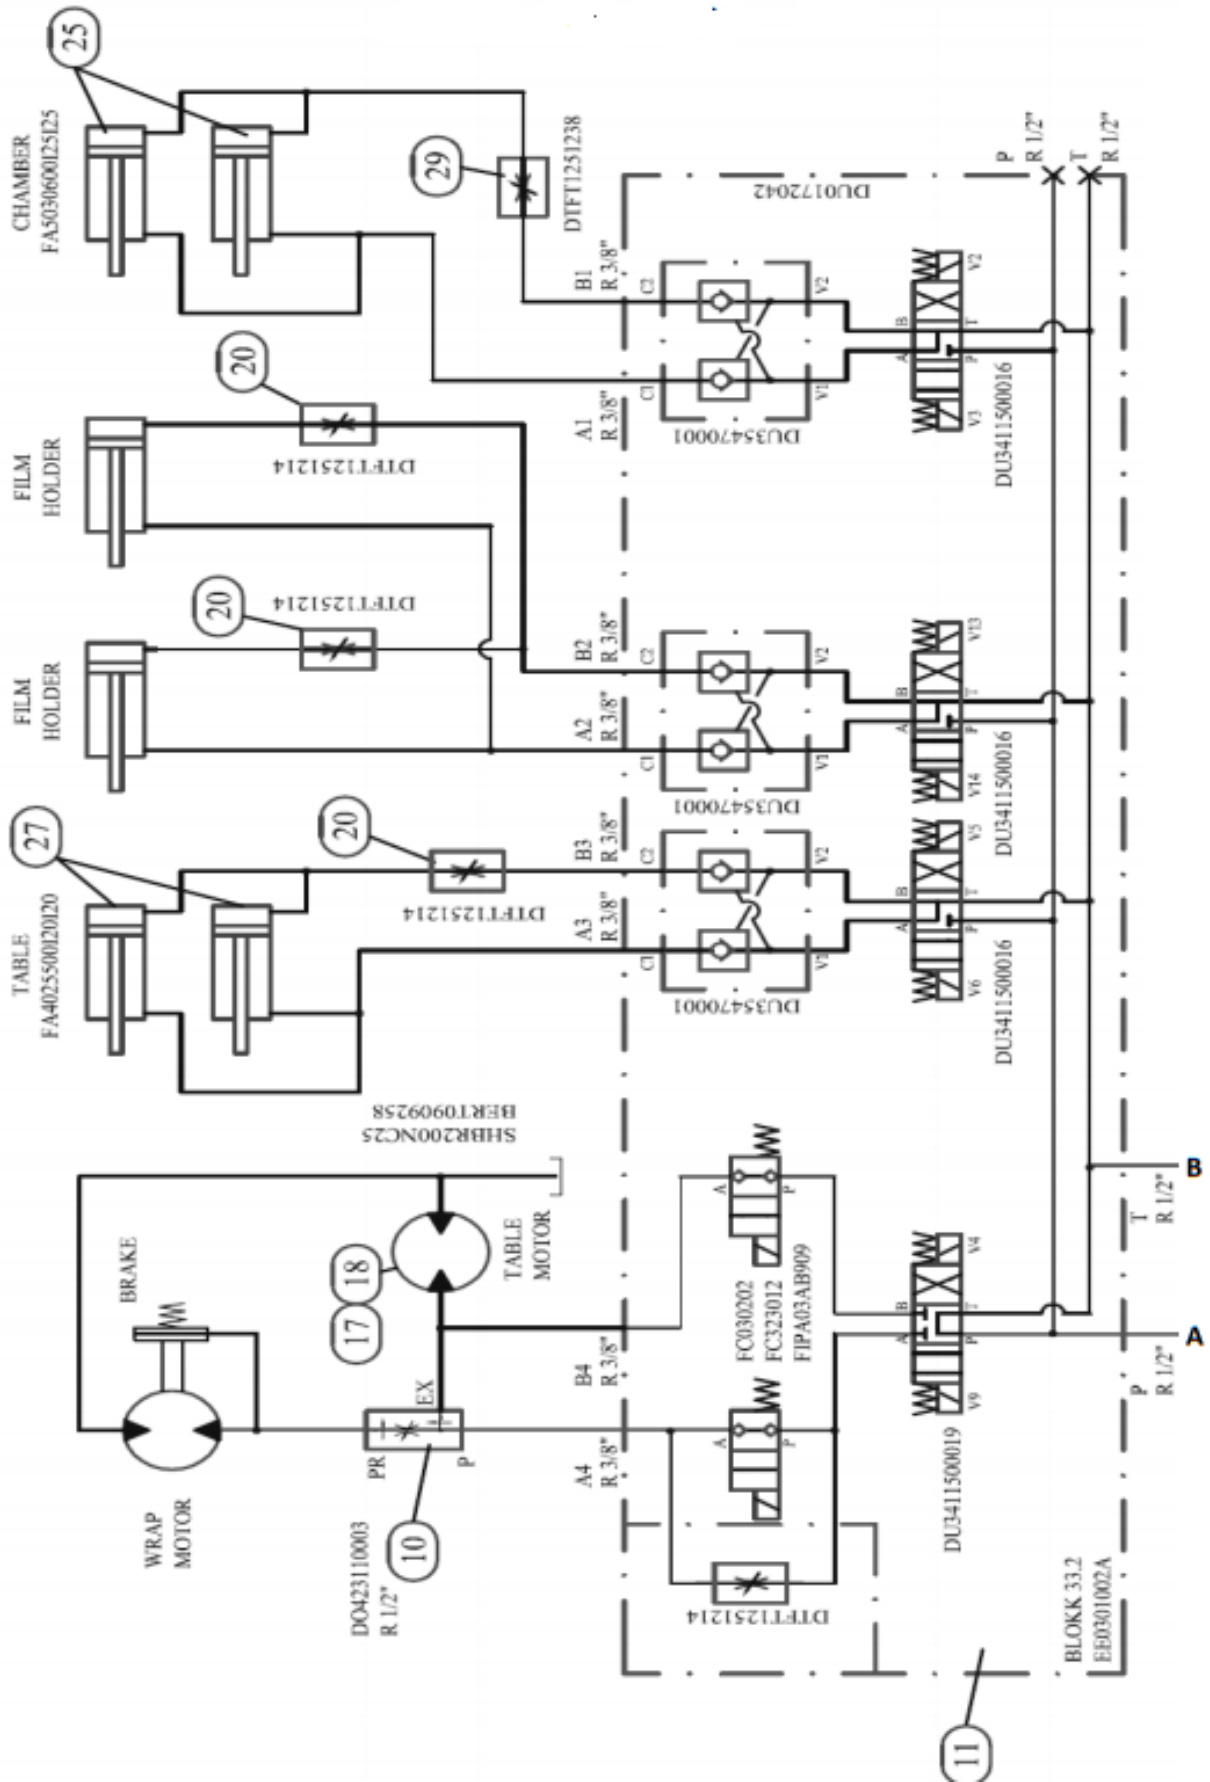 25
CHAMBER
FA5030600I25I25
29
DTFT1251238
P
R 1/2"
T
R 1/2"
DU0172042
B1
R 3/8"
C2
V2
V2
B
T
20
FILM
HOLDER
DTFT1251214
A1
R 3/8"
C1
V1
DU35470001
A
P
V3
DU3411500016
20
DTFT1251214
FILM
HOLDER
B2
R 3/8"
C2
V2
V13
B
T
A2
R 3/8"
C1
V1
DU35470001
A
P
V14
DU3411500016
27
TABLE
FA4025500I20I20
20
DTFT1251214
B3
R 3/8"
C2
V2
V5
B
T
A3
R 3/8"
C1
V1
DU35470001
A
P
V6
DU3411500016
SHBR200NC25
BERT0909258
BRAKE
18
17
TABLE
MOTOR
A
P
FC030202
FC323012
FIPA03AB909
B
T
R 1/2"
V4
B
T
A
P
V9
A
P
R 1/2"
DU3411500019
EX
PR
P
B4
R 3/8"
A4
R 3/8"
A
P
WRAP
MOTOR
DO423110003
R 1/2"
10
DTFT1251214
BLOKK 33.2
EE0301002A
11